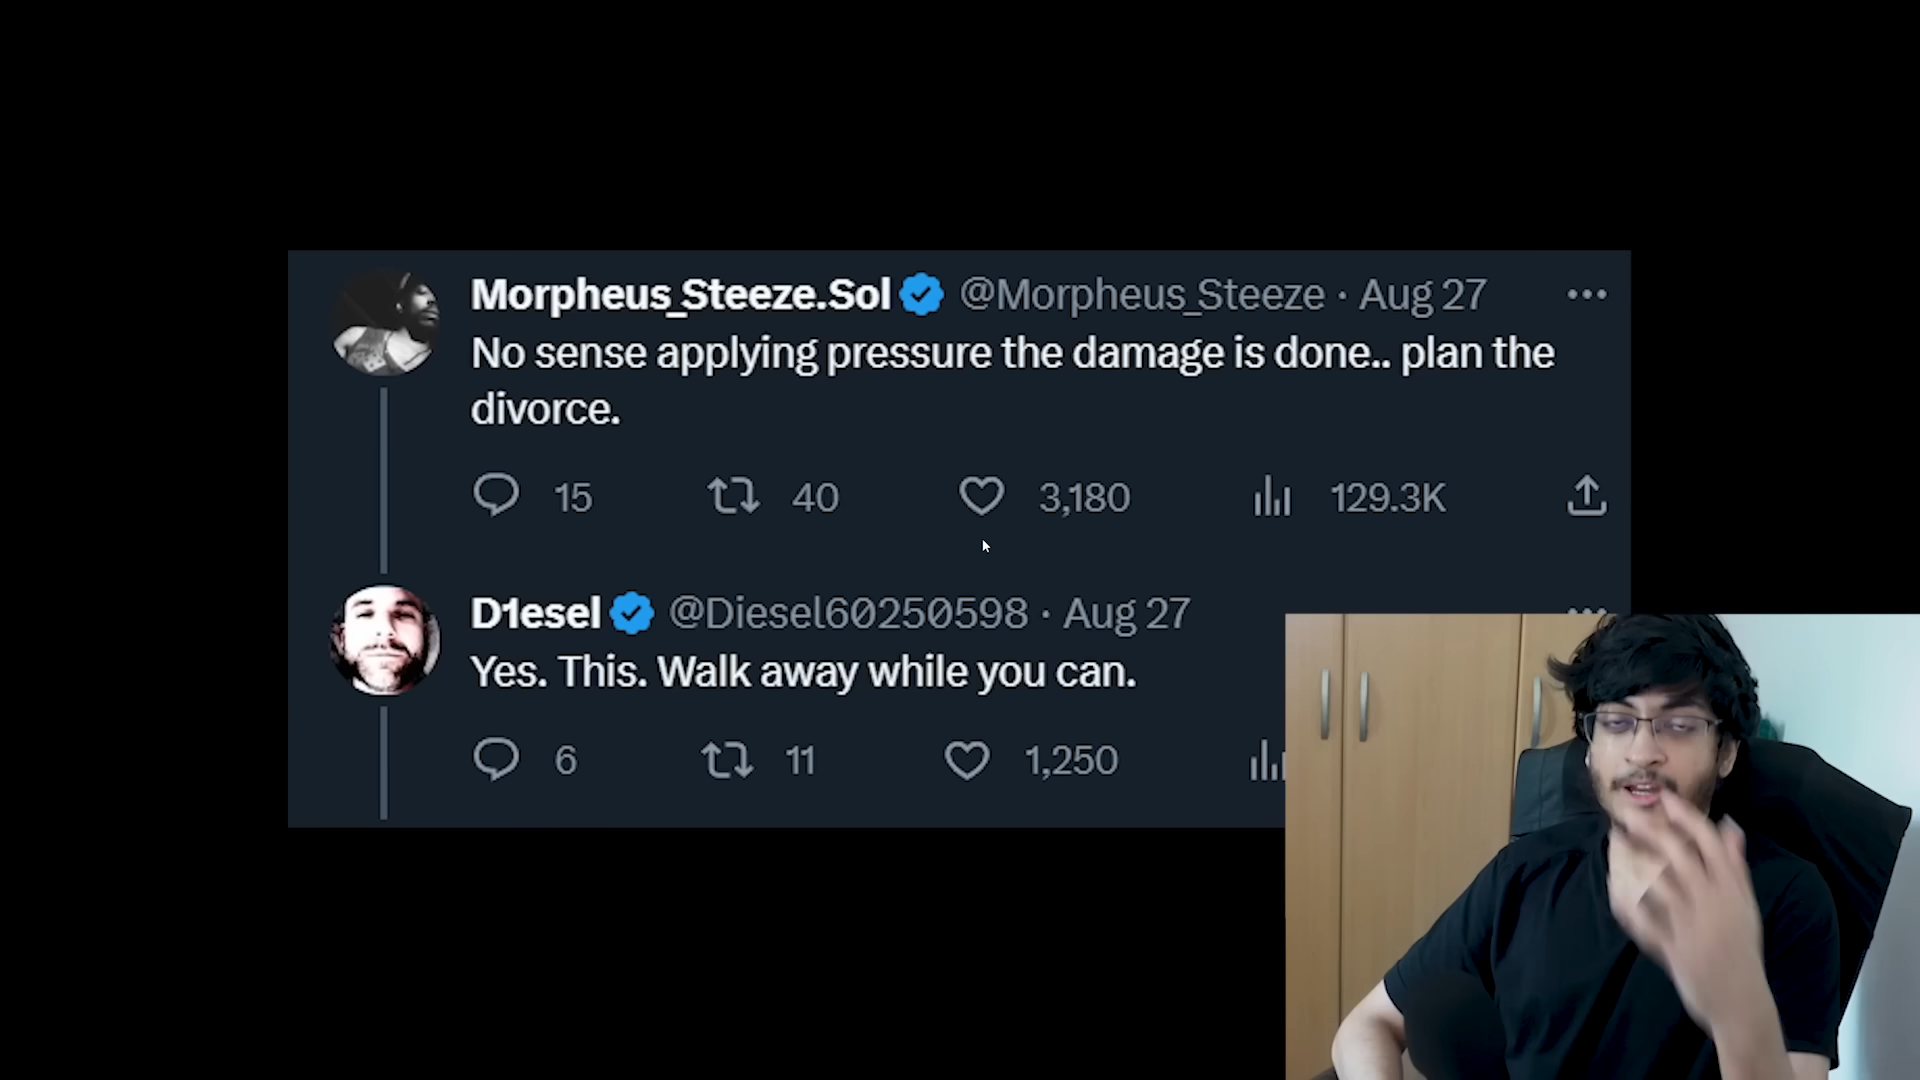 Morpheus_Steeze.Sol @Morpheus_Steeze · Aug 27
No sense applying pressure the damage is done.. plan the
divorce.
15 40 3,180 129.3K
D1esel @Diesel60250598 · Aug 27
Yes. This. Walk away while you can.
6 11 1,250